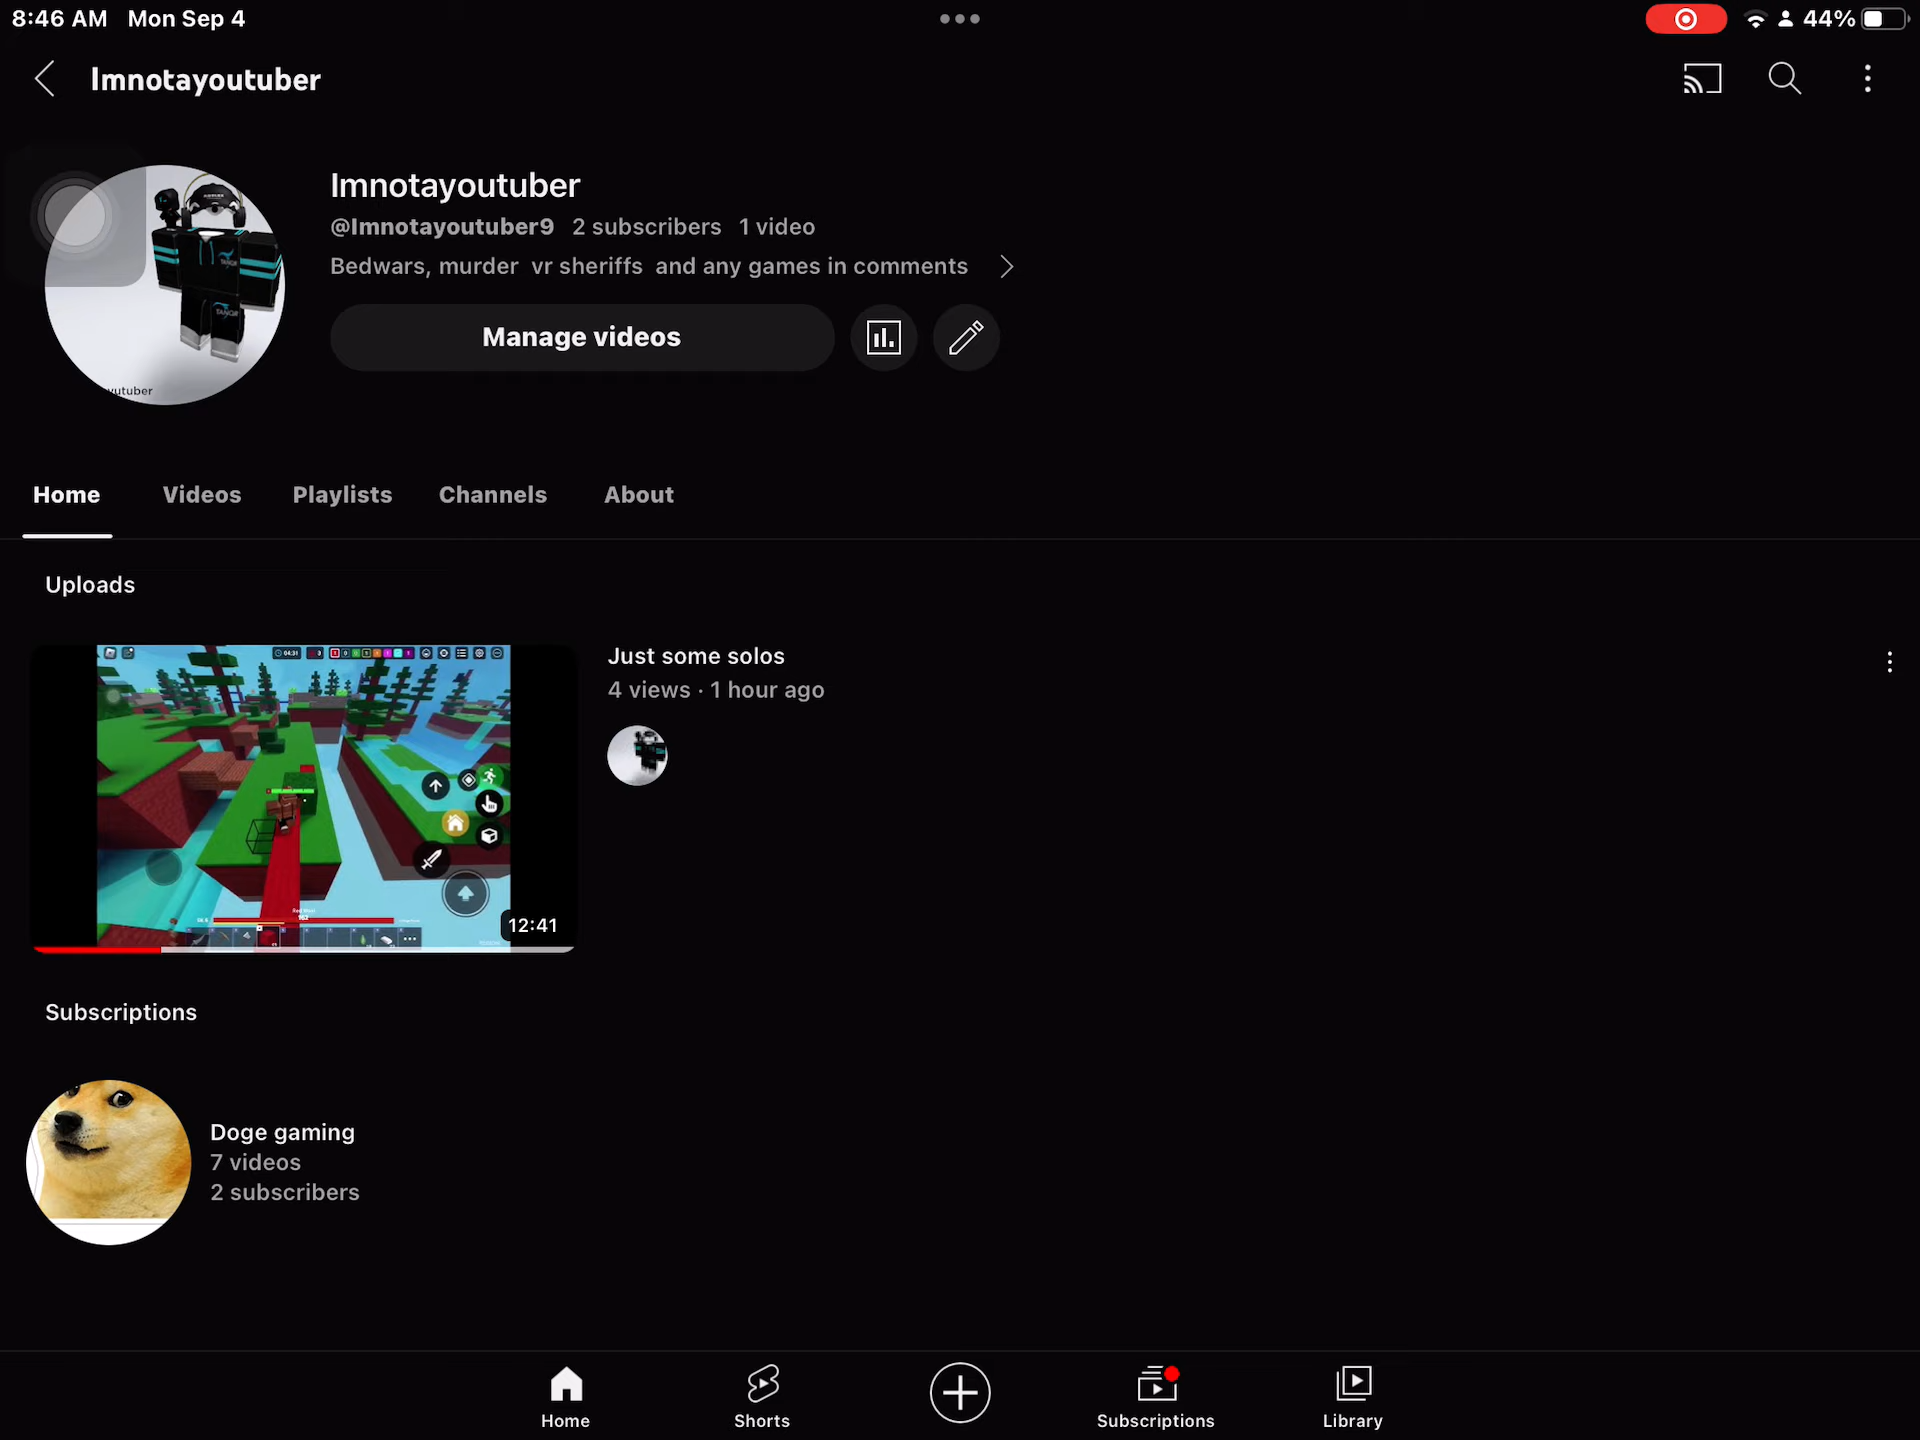 8:46 AM Mon Sep 4
44%
Imnotayoutuber
Imnotayoutuber
@Imnotayoutuber9 2 subscribers 1 video
Bedwars, murder vr sheriffs and any games in comments
Manage videos
Home Videos Playlists Channels About
Uploads
Just some solos
4 views · 1 hour ago
12:41
Subscriptions
Doge gaming
7 videos
2 subscribers
Home Shorts Subscriptions Library